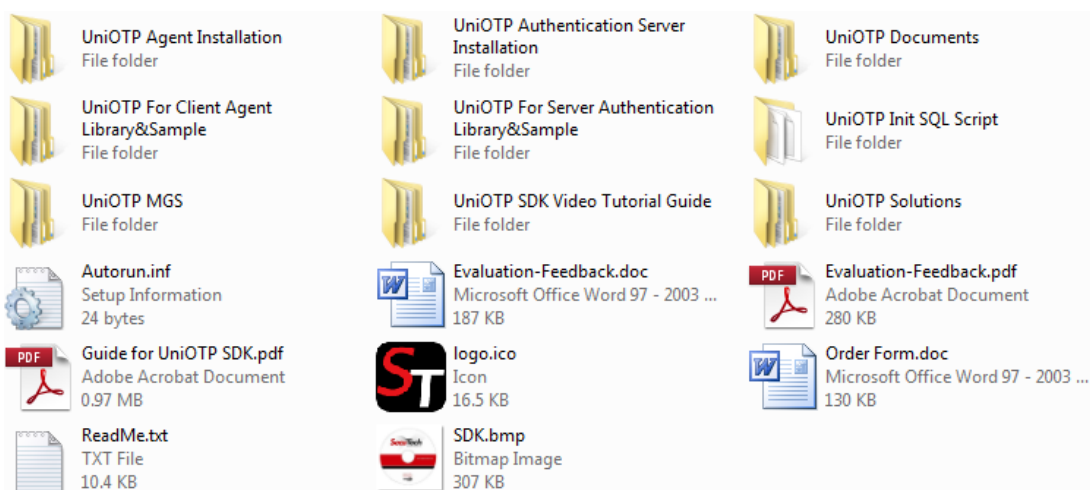 UniOTP Agent Installation
File folder
UniOTP Authentication Server
Installation
File folder
UniOTP Documents
File folder
UniOTP For Client Agent
Library&Sample
File folder
UniOTP For Server Authentication
Library&Sample
File folder
UniOTP Init SQL Script
File folder
UniOTP MGS
File folder
UniOTP SDK Video Tutorial Guide
File folder
UniOTP Solutions
File folder
Autorun.inf
Setup Information
24 bytes
Evaluation-Feedback.doc
Microsoft Office Word 97 - 2003 ...
187 KB
PDF
Evaluation-Feedback.pdf
Adobe Acrobat Document
280 KB
PDF
Guide for UniOTP SDK.pdf
Adobe Acrobat Document
0.97 MB
ST
logo.ico
Icon
16.5 KB
Order Form.doc
Microsoft Office Word 97 - 2003 ...
130 KB
ReadMe.txt
TXT File
10.4 KB
SecuTech
SDK.bmp
Bitmap Image
307 KB